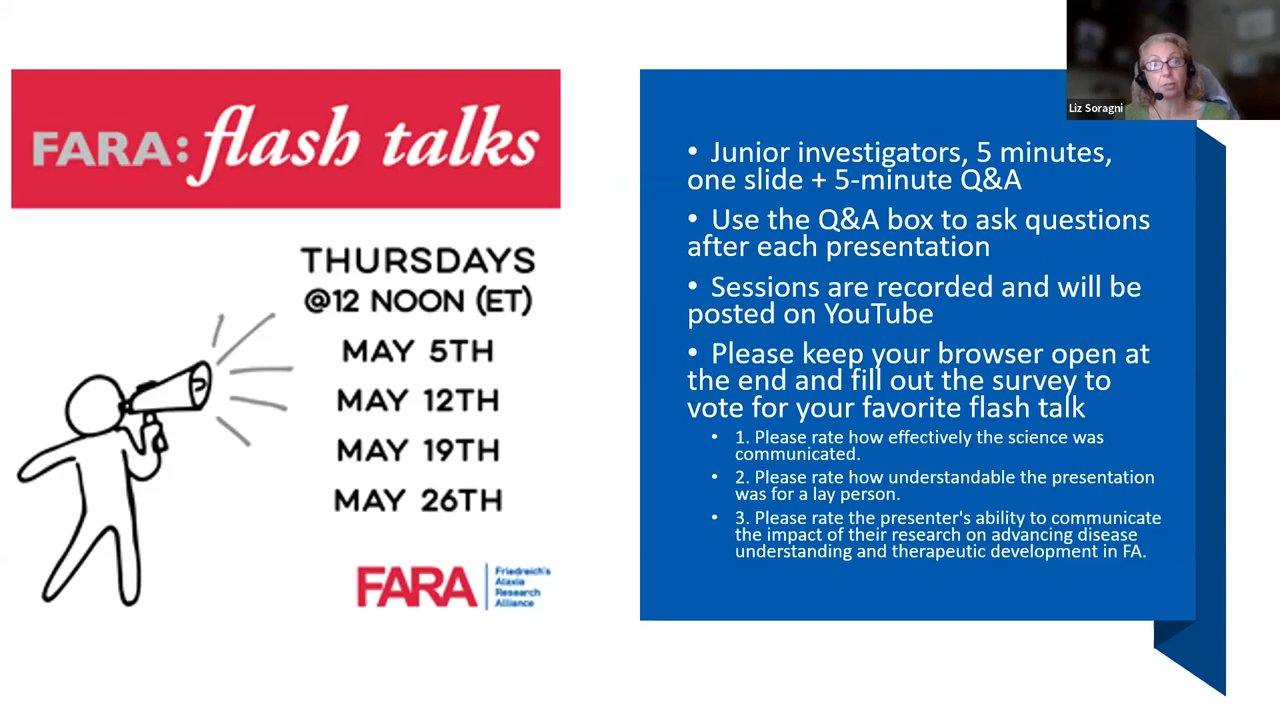 FARA: flash talks
THURSDAYS
@12 NOON (ET)
MAY 5TH
MAY 12TH
MAY 19TH
MAY 26TH
FARA
Friedreich's
Ataxia
Research
Alliance
Liz Soragni
• Junior investigators, 5 minutes,
one slide + 5-minute Q&A
• Use the Q&A box to ask questions
after each presentation
• Sessions are recorded and will be
posted on YouTube
• Please keep your browser open at
the end and fill out the survey to
vote for your favorite flash talk
• 1. Please rate how effectively the science was
communicated.
• 2. Please rate how understandable the presentation
was for a lay person.
• 3. Please rate the presenter's ability to communicate
the impact of their research on advancing disease
understanding and therapeutic development in FA.